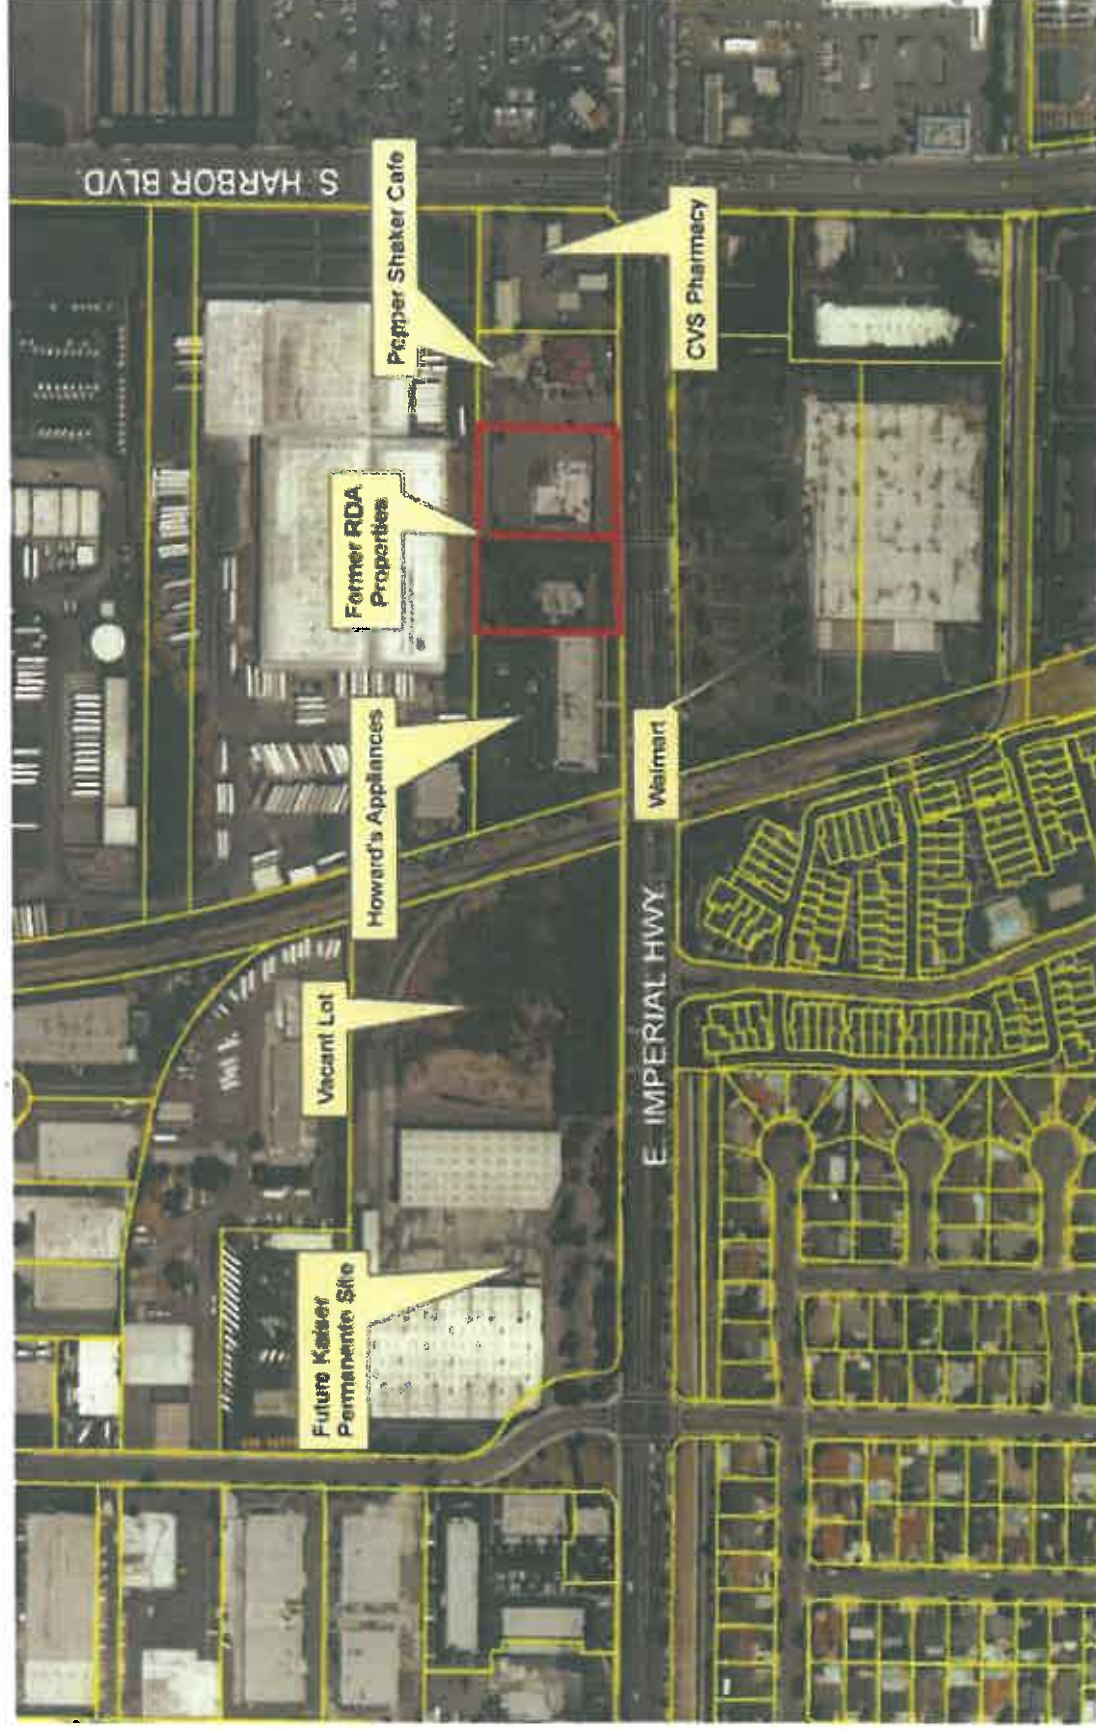 S. HARBOR BLVD.
Pepper Shaker Cafe
CVS Pharmacy
Former RDA
Properties
Howard's Appliances
Walmart
Vacant Lot
E. IMPERIAL HWY.
Future Kaiser
Permanente Site